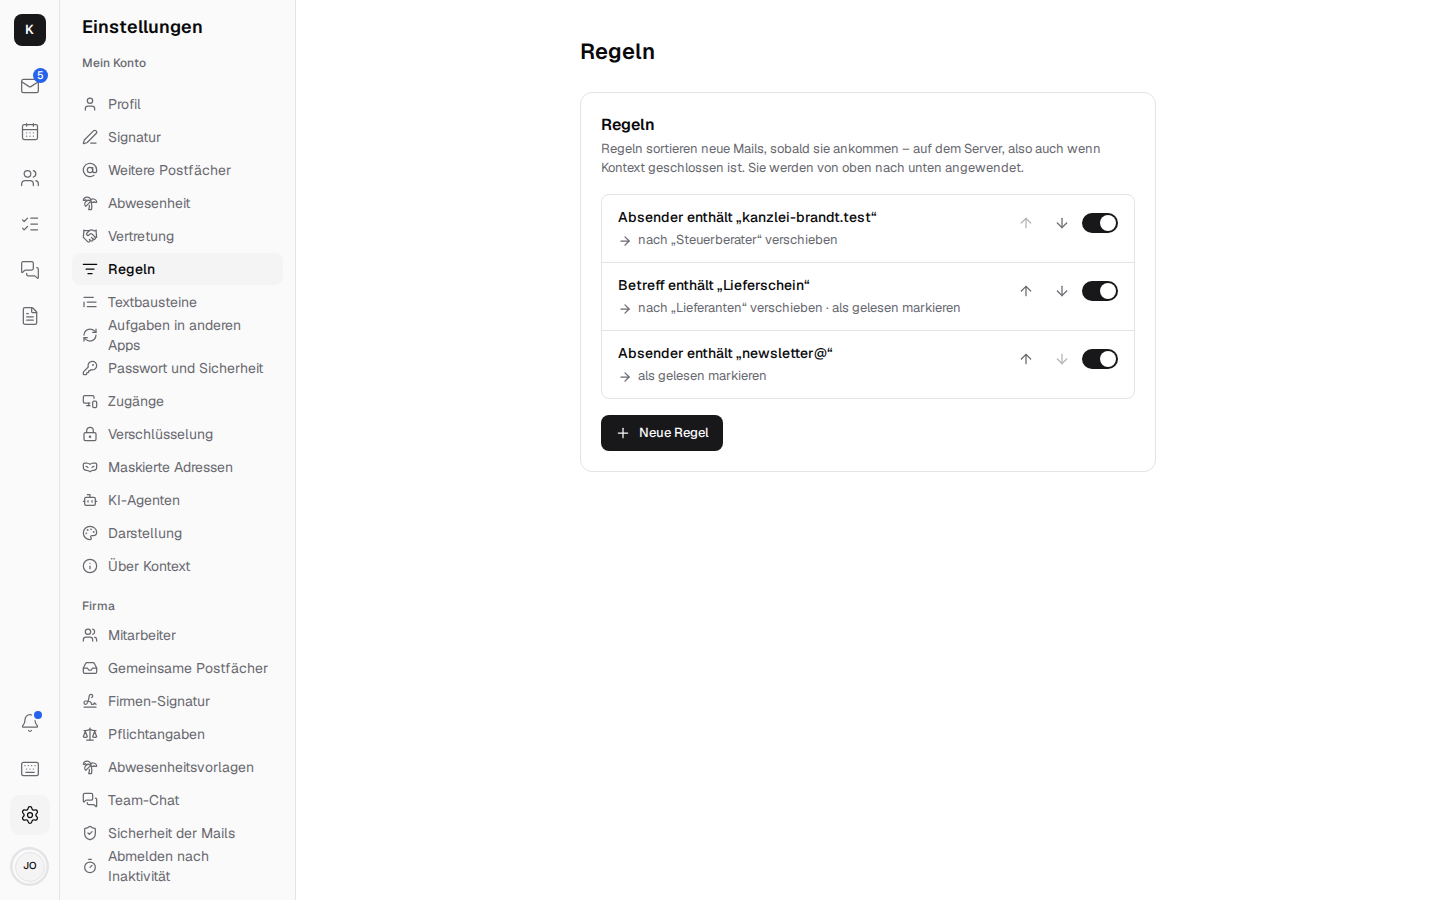 K
5
JO
Einstellungen
Mein Konto
Profil
Signatur
Weitere Postfächer
Abwesenheit
Vertretung
Regeln
Textbausteine
Aufgaben in anderen
Apps
Passwort und Sicherheit
Zugänge
Verschlüsselung
Maskierte Adressen
KI-Agenten
Darstellung
Über Kontext
Firma
Mitarbeiter
Gemeinsame Postfächer
Firmen-Signatur
Pflichtangaben
Abwesenheitsvorlagen
Team-Chat
Sicherheit der Mails
Abmelden nach
Inaktivität
Regeln
Regeln
Regeln sortieren neue Mails, sobald sie ankommen – auf dem Server, also auch wenn
Kontext geschlossen ist. Sie werden von oben nach unten angewendet.
Absender enthält „kanzlei-brandt.test“
→ nach „Steuerberater“ verschieben
Betreff enthält „Lieferschein“
→ nach „Lieferanten“ verschieben · als gelesen markieren
Absender enthält „newsletter@“
→ als gelesen markieren
Neue Regel